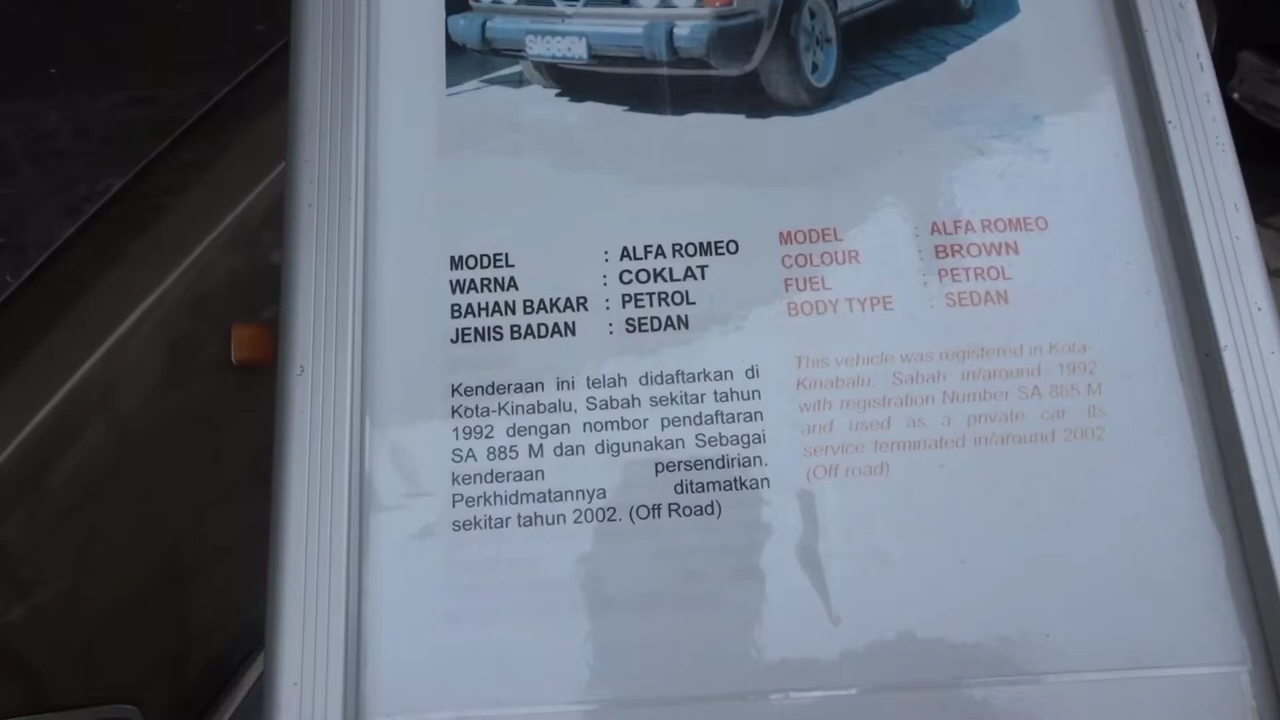 SA885M
MODEL : ALFA ROMEO
WARNA : COKLAT
BAHAN BAKAR : PETROL
JENIS BADAN : SEDAN
Kenderaan ini telah didaftarkan di
Kota-Kinabalu, Sabah sekitar tahun
1992 dengan nombor pendaftaran
SA 885 M dan digunakan Sebagai
kenderaan persendirian.
Perkhidmatannya ditamatkan
sekitar tahun 2002. (Off Road)
MODEL : ALFA ROMEO
COLOUR : BROWN
FUEL : PETROL
BODY TYPE : SEDAN
This vehicle was registered in Kota-
Kinabalu, Sabah in/around 1992
with registration Number SA 885 M
and used as a private car. Its
service terminated in/around 2002
(Off road)